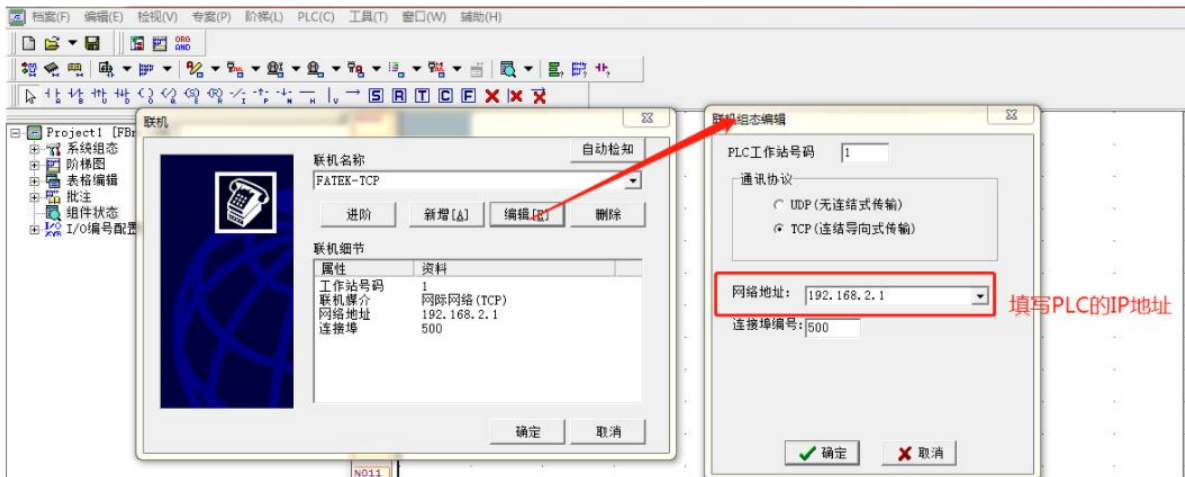 档案(F) 编辑(E) 检视(V) 专案(P) 阶梯(L) PLC(C) 工具(T) 窗口(W) 辅助(H)
ORG
AND
A B U D O Q S R I P N H V S R T C F
Project1 [FBr
系统组态
阶梯图
表格编辑
批注
组件状态
I/O编号配置
联机
自动检知
联机名称
FATEK-TCP
进阶 新增[A] 编辑[E] 删除
联机细节
属性 资料
工作站号码 1
联机媒介 网际网络(TCP)
网络地址 192.168.2.1
连接埠 500
确定 取消
N011
联机组态编辑
PLC工作站号码 1
通讯协议
UDP(无连结式传输)
TCP(连结导向式传输)
网络地址: 192.168.2.1
填写PLC的IP地址
连接埠编号: 500
确定 取消